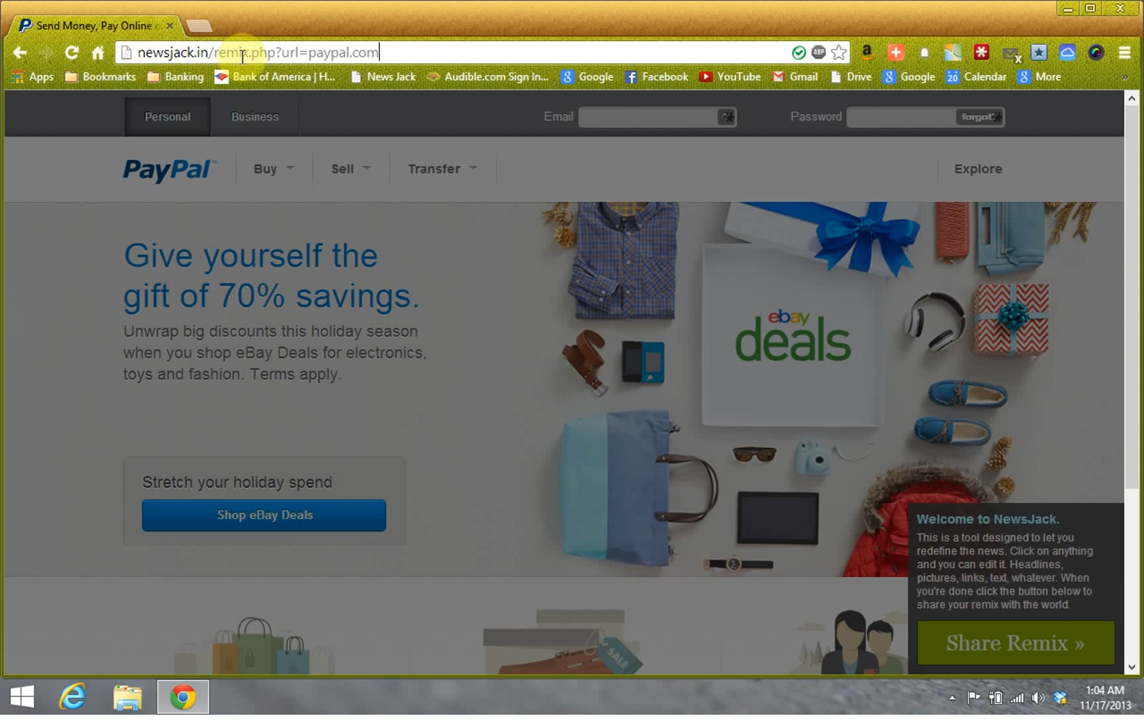 Send Money, Pay Online
newsjack.in/remix.php?url=paypal.com
ABP
Apps Bookmarks Banking Bank of America | H... News Jack Audible.com Sign In... Google Facebook YouTube Gmail Drive Google 20 Calendar More »
Personal Business Email Password forgot?
PayPal Buy Sell Transfer Explore
Give yourself the
gift of 70% savings.
Unwrap big discounts this holiday season
when you shop eBay Deals for electronics,
toys and fashion. Terms apply.
ebay
deals
Stretch your holiday spend
Shop eBay Deals
SALE
Welcome to NewsJack.
This is a tool designed to let you
redefine the news. Click on anything
and you can edit it. Headlines,
pictures, links, text, whatever. When
you're done click the button below to
share your remix with the world.
Share Remix »
1:04 AM
11/17/2013